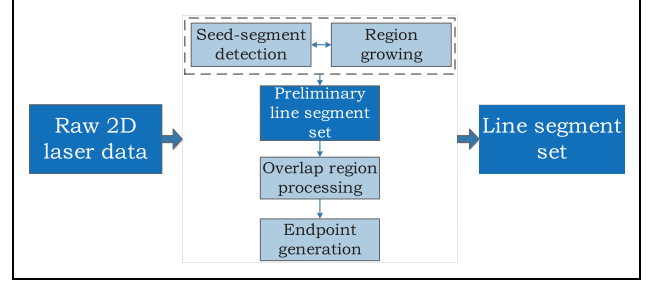 Seed-segment
detection
Region
growing
Raw 2D
laser data
Preliminary
line segment
set
Overlap region
processing
Endpoint
generation
Line segment
set